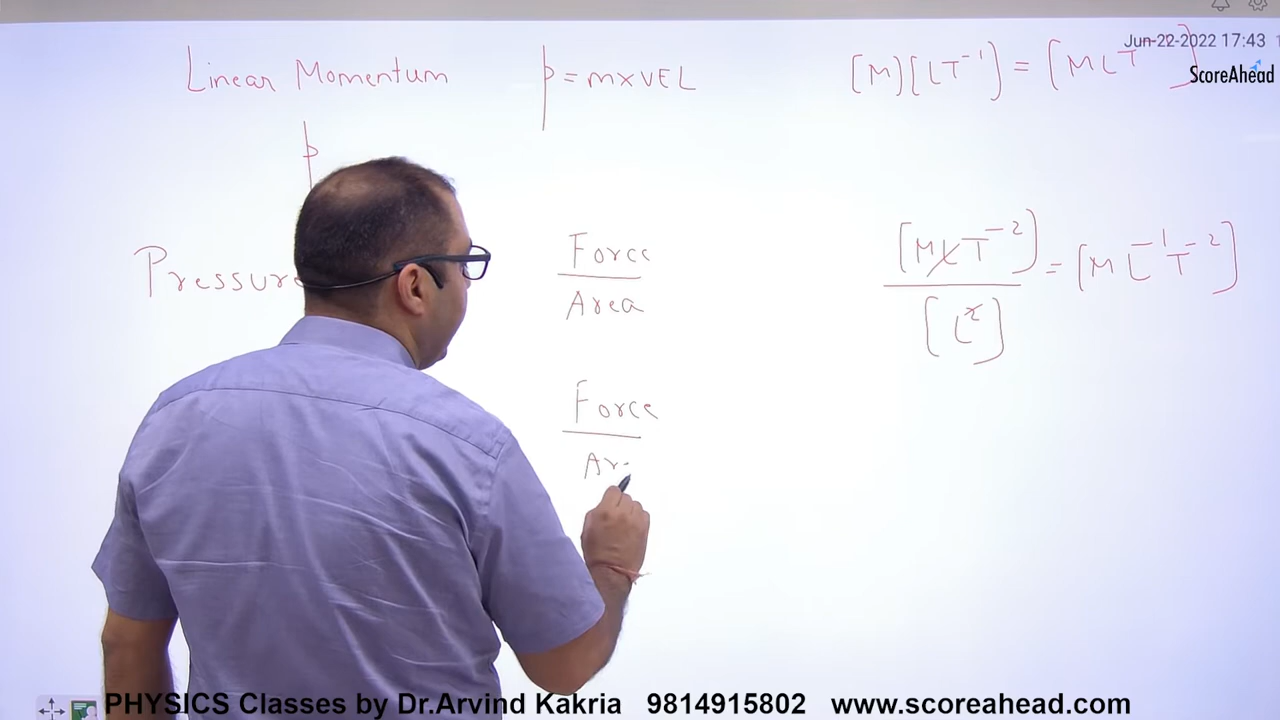 Jun-22-2022 17:43
ScoreAhead
Linear Momentum p = m x VEL [M][LT⁻¹] = [MLT⁻¹]
p
Pressure Force / Area [MLT⁻²] / [L²] = [ML⁻¹T⁻²]
Force
PHYSICS Classes by Dr.Arvind Kakria 9814915802 www.scoreahead.com